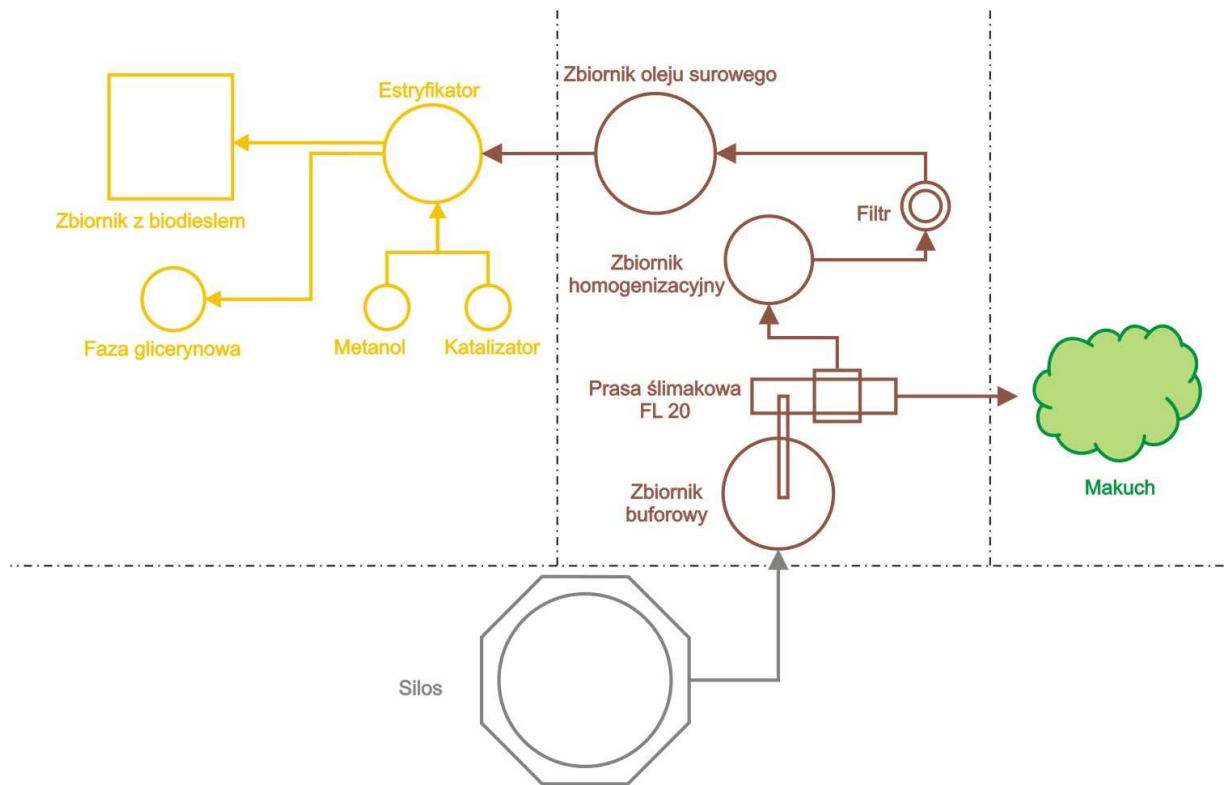 Zbiornik oleju surowego
Estryfikator
Zbiornik z biodieslem
Filtr
Zbiornik
homogenizacyjny
Metanol
Katalizator
Faza glicerynowa
Prasa ślimakowa
FL 20
Makuch
Zbiornik
buforowy
Silos